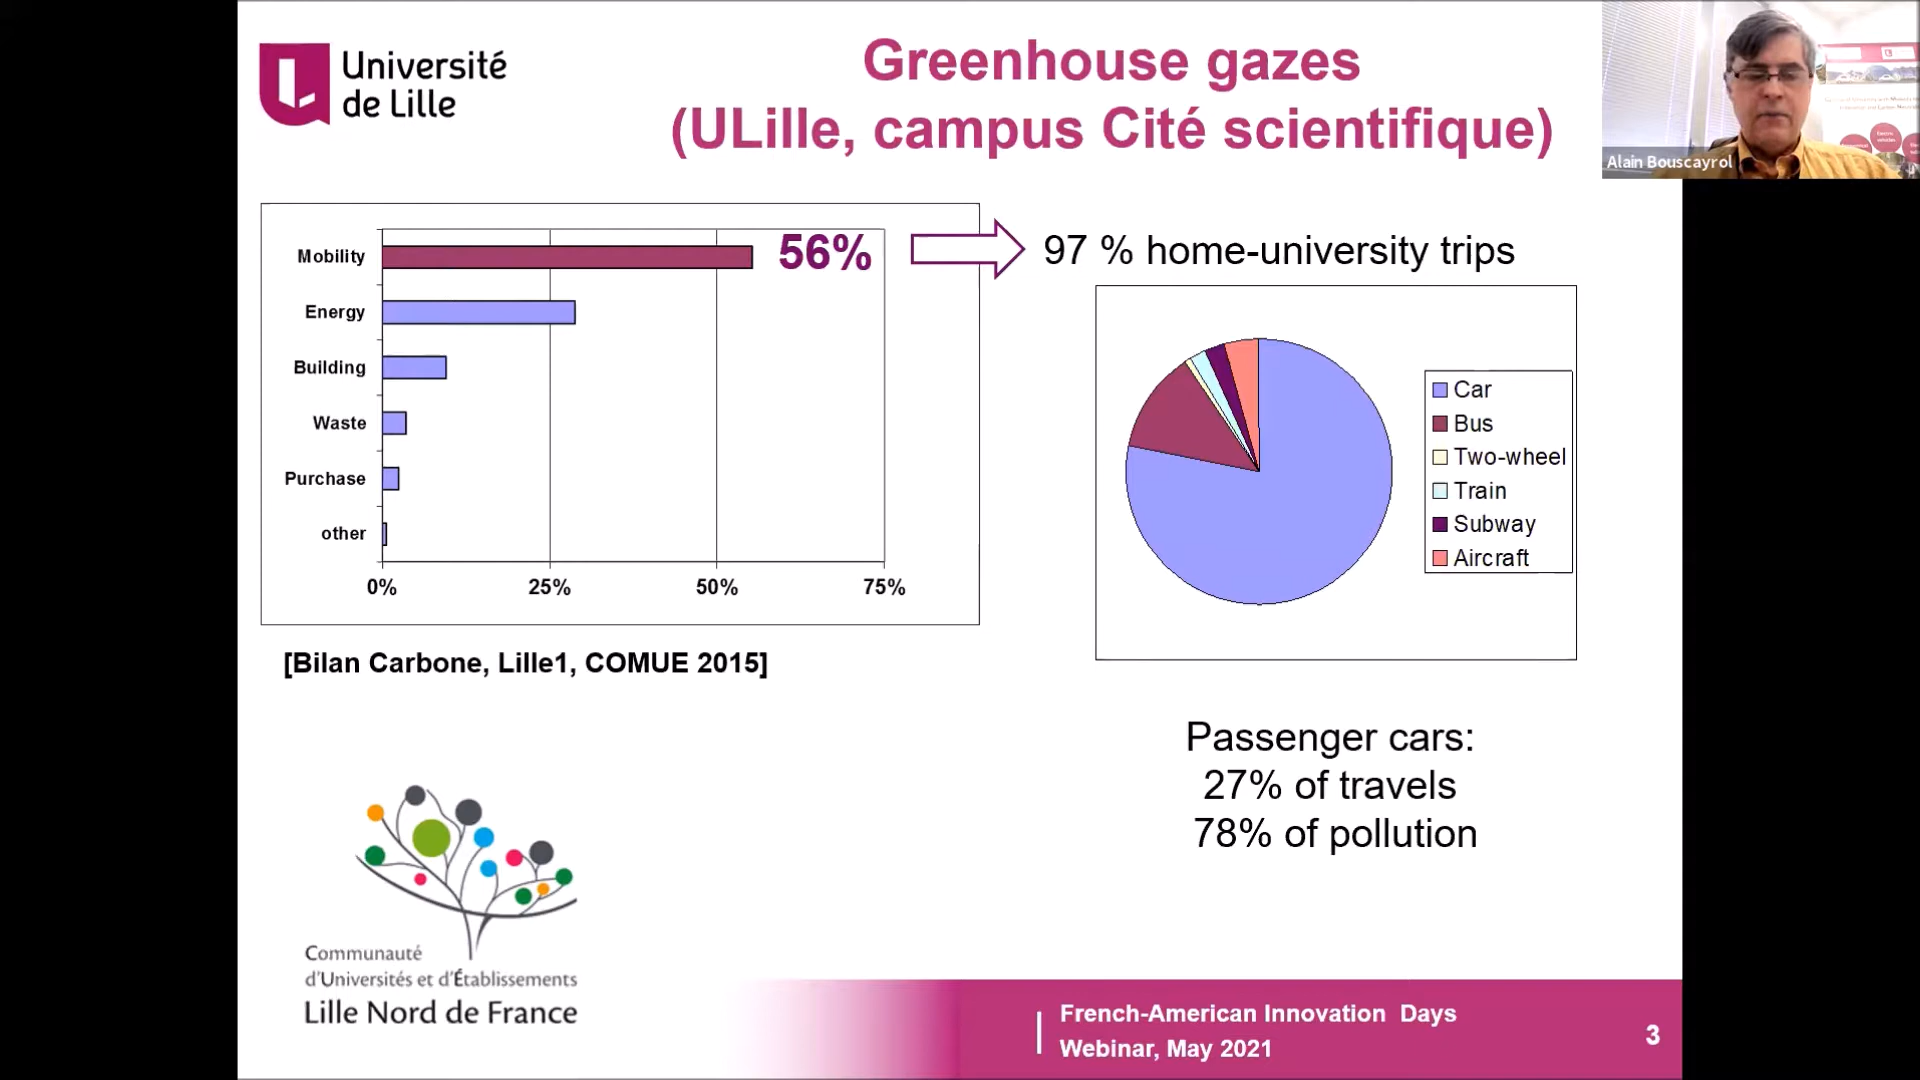 Université
de Lille
Greenhouse gazes
(ULille, campus Cité scientifique)
Alain Bouscayrol
Mobility
56%
Energy
Building
Waste
Purchase
other
0%
25%
50%
75%
[Bilan Carbone, Lille1, COMUE 2015]
97 % home-university trips
Car
Bus
Two-wheel
Train
Subway
Aircraft
Passenger cars:
27% of travels
78% of pollution
Communauté
d'Universités et d'Établissements
Lille Nord de France
French-American Innovation Days
Webinar, May 2021
3